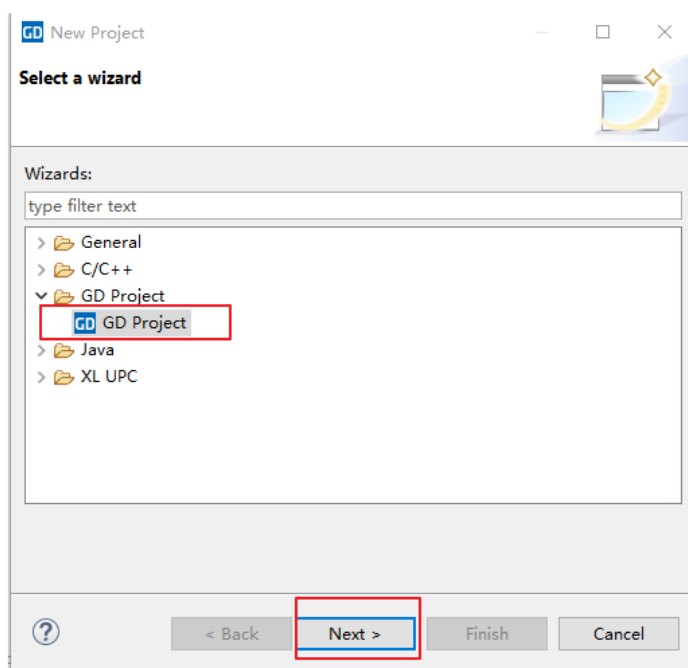 GD New Project
Select a wizard
Wizards:
type filter text
General
C/C++
GD Project
GD GD Project
Java
XL UPC
? < Back Next > Finish Cancel